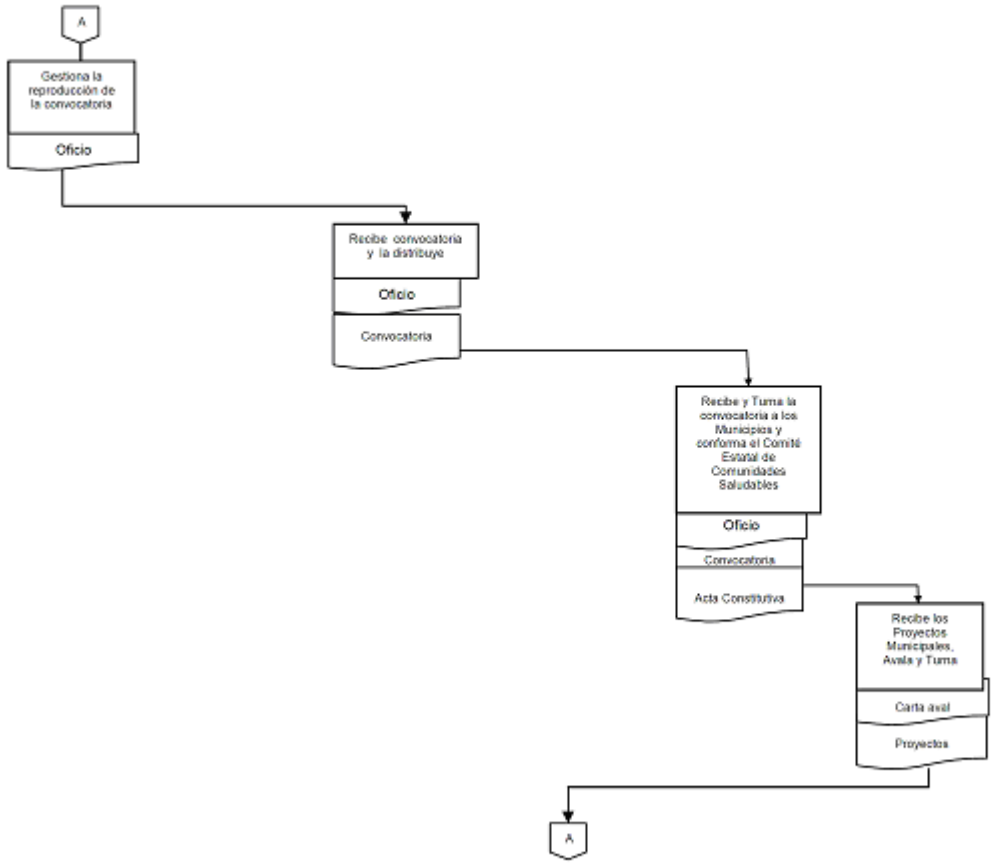 A
Gestiona la
reproducción de
la convocatoria
Oficio
Recibe convocatoria
y la distribuye
Oficio
Convocatoria
Recibe y Turna la
convocatoria a los
Municipios y
conforma el Comité
Estatal de
Comunidades
Saludables
Oficio
Convocatoria
Acta Constitutiva
Recibe los
Proyectos
Municipales,
Avala y Turna
Carta aval
Proyectos
A